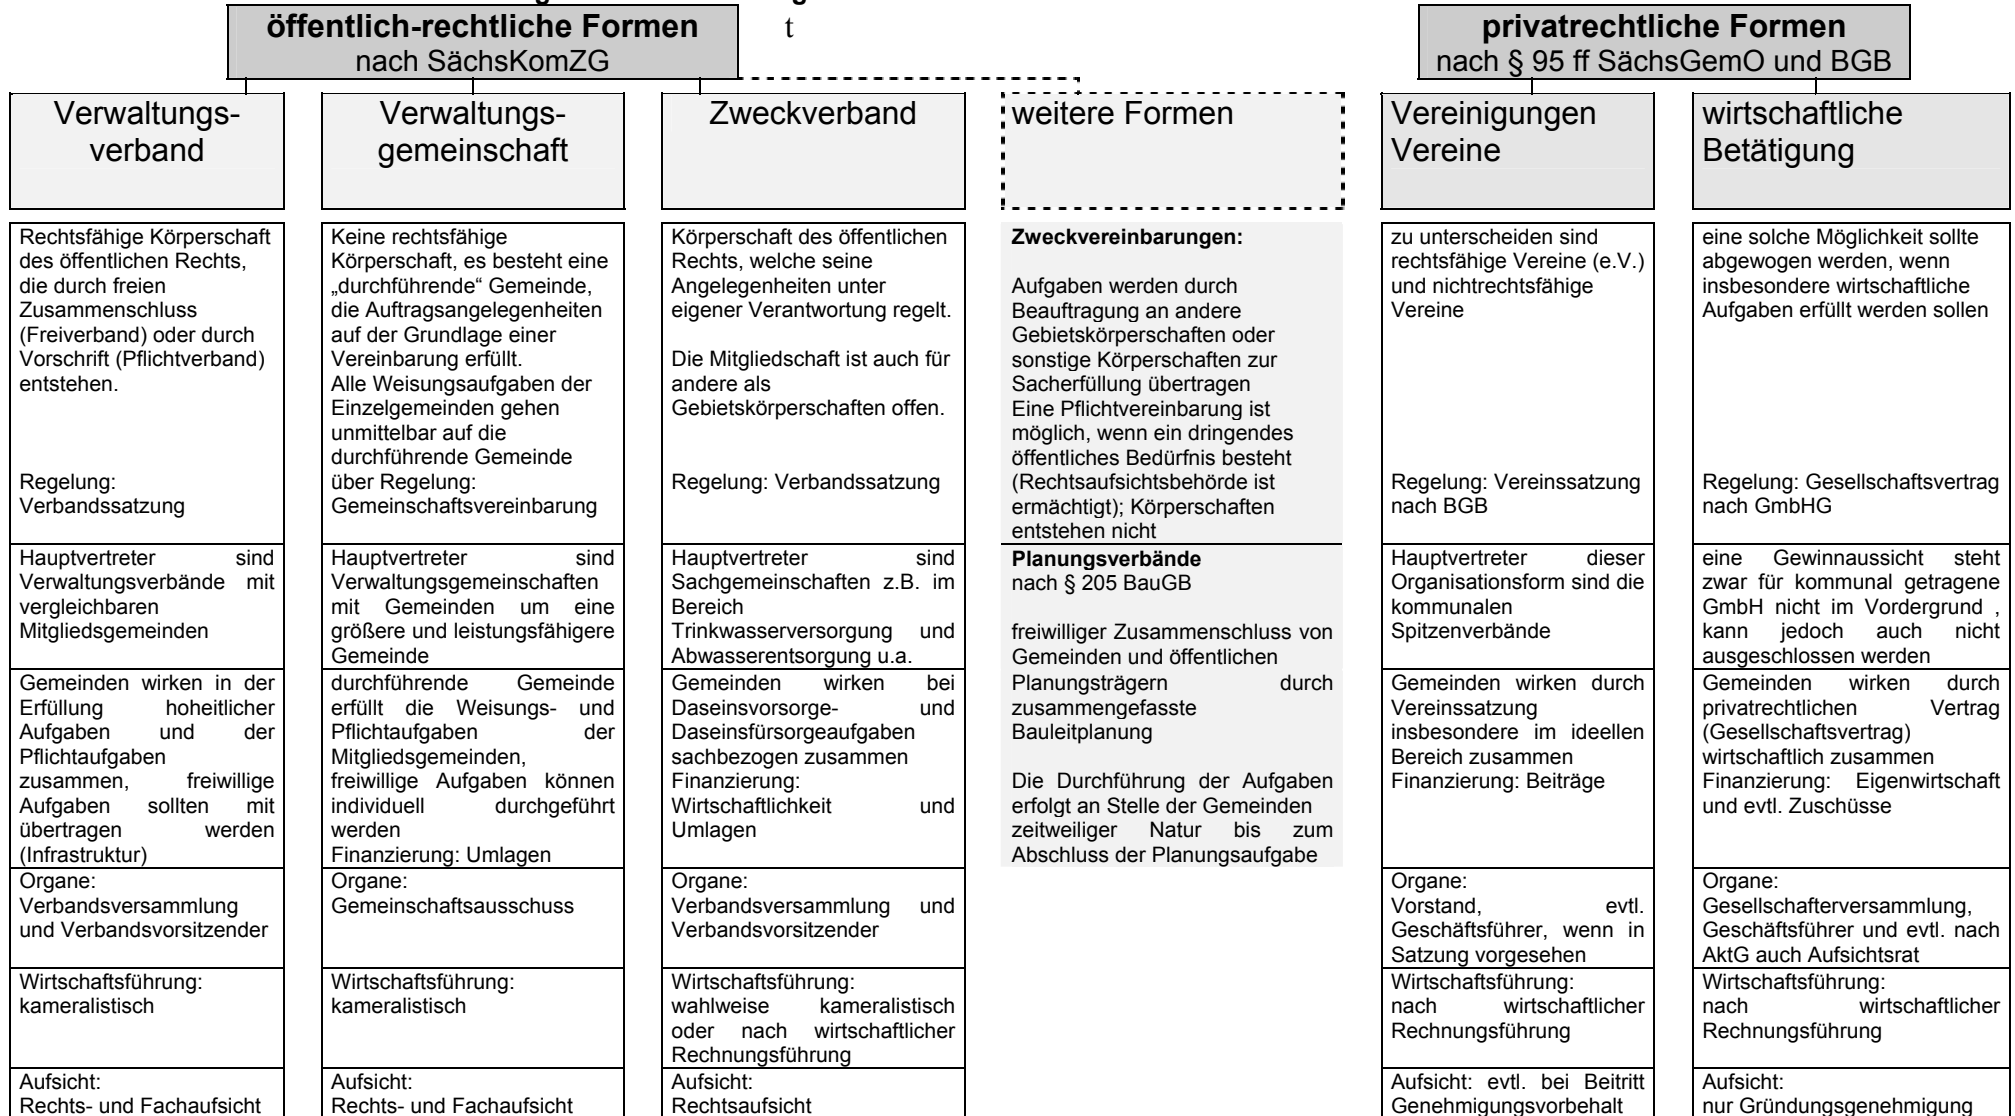 öffentlich-rechtliche Formen
nach SächsKomZG
t
privatrechtliche Formen
nach § 95 ff SächsGemO und BGB
Verwaltungs-
verband
Rechtsfähige Körperschaft
des öffentlichen Rechts,
die durch freien
Zusammenschluss
(Freiverband) oder durch
Vorschrift (Pflichtverband)
entstehen.
Regelung:
Verbandssatzung
Hauptvertreter sind
Verwaltungsverbände mit
vergleichbaren
Mitgliedsgemeinden
Gemeinden wirken in der
Erfüllung hoheitlicher
Aufgaben und der
Pflichtaufgaben
zusammen, freiwillige
Aufgaben sollten mit
übertragen werden
(Infrastruktur)
Organe:
Verbandsversammlung
und Verbandsvorsitzender
Wirtschaftsführung:
kameralistisch
Aufsicht:
Rechts- und Fachaufsicht
Verwaltungs-
gemeinschaft
Keine rechtsfähige
Körperschaft, es besteht eine
„durchführende“ Gemeinde,
die Auftragsangelegenheiten
auf der Grundlage einer
Vereinbarung erfüllt.
Alle Weisungsaufgaben der
Einzelgemeinden gehen
unmittelbar auf die
durchführende Gemeinde
über Regelung:
Gemeinschaftsvereinbarung
Hauptvertreter sind
Verwaltungsgemeinschaften
mit Gemeinden um eine
größere und leistungsfähigere
Gemeinde
durchführende Gemeinde
erfüllt die Weisungs- und
Pflichtaufgaben der
Mitgliedsgemeinden,
freiwillige Aufgaben können
individuell durchgeführt
werden
Finanzierung: Umlagen
Organe:
Gemeinschaftsausschuss
Wirtschaftsführung:
kameralistisch
Aufsicht:
Rechts- und Fachaufsicht
Zweckverband
Körperschaft des öffentlichen
Rechts, welche seine
Angelegenheiten unter
eigener Verantwortung regelt.
Die Mitgliedschaft ist auch für
andere als
Gebietskörperschaften offen.
Regelung: Verbandssatzung
Hauptvertreter sind
Sachgemeinschaften z.B. im
Bereich
Trinkwasserversorgung und
Abwasserentsorgung u.a.
Gemeinden wirken bei
Daseinsvorsorge- und
Daseinsfürsorgeaufgaben
sachbezogen zusammen
Finanzierung:
Wirtschaftlichkeit und
Umlagen
Organe:
Verbandsversammlung und
Verbandsvorsitzender
Wirtschaftsführung:
wahlweise kameralistisch
oder nach wirtschaftlicher
Rechnungsführung
Aufsicht:
Rechtsaufsicht
weitere Formen
Zweckvereinbarungen:
Aufgaben werden durch
Beauftragung an andere
Gebietskörperschaften oder
sonstige Körperschaften zur
Sacherfüllung übertragen
Eine Pflichtvereinbarung ist
möglich, wenn ein dringendes
öffentliches Bedürfnis besteht
(Rechtsaufsichtsbehörde ist
ermächtigt); Körperschaften
entstehen nicht
Planungsverbände
nach § 205 BauGB
freiwilliger Zusammenschluss von
Gemeinden und öffentlichen
Planungsträgern durch
zusammengefasste
Bauleitplanung
Die Durchführung der Aufgaben
erfolgt an Stelle der Gemeinden
zeitweiliger Natur bis zum
Abschluss der Planungsaufgabe
Vereinigungen
Vereine
zu unterscheiden sind
rechtsfähige Vereine (e.V.)
und nichtrechtsfähige
Vereine
Regelung: Vereinssatzung
nach BGB
Hauptvertreter dieser
Organisationsform sind die
kommunalen
Spitzenverbände
Gemeinden wirken durch
Vereinssatzung
insbesondere im ideellen
Bereich zusammen
Finanzierung: Beiträge
Organe:
Vorstand, evtl.
Geschäftsführer, wenn in
Satzung vorgesehen
Wirtschaftsführung:
nach wirtschaftlicher
Rechnungsführung
Aufsicht: evtl. bei Beitritt
Genehmigungsvorbehalt
wirtschaftliche
Betätigung
eine solche Möglichkeit sollte
abgewogen werden, wenn
insbesondere wirtschaftliche
Aufgaben erfüllt werden sollen
Regelung: Gesellschaftsvertrag
nach GmbHG
eine Gewinnaussicht steht
zwar für kommunal getragene
GmbH nicht im Vordergrund ,
kann jedoch auch nicht
ausgeschlossen werden
Gemeinden wirken durch
privatrechtlichen Vertrag
(Gesellschaftsvertrag)
wirtschaftlich zusammen
Finanzierung: Eigenwirtschaft
und evtl. Zuschüsse
Organe:
Gesellschafterversammlung,
Geschäftsführer und evtl. nach
AktG auch Aufsichtsrat
Wirtschaftsführung:
nach wirtschaftlicher
Rechnungsführung
Aufsicht:
nur Gründungsgenehmigung